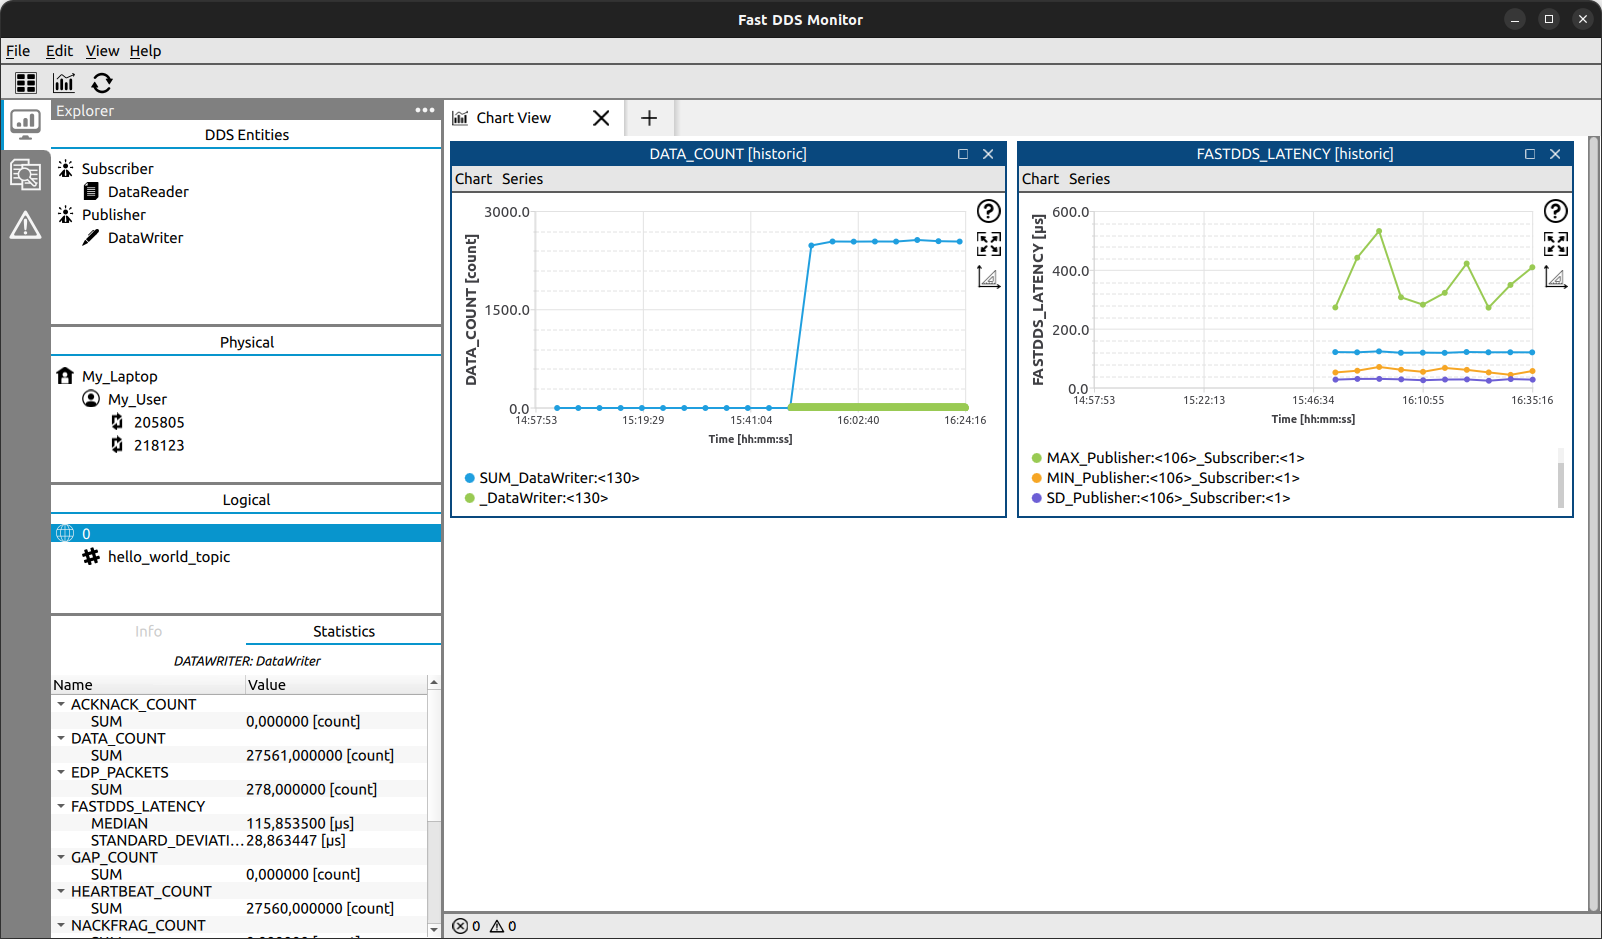 Fast DDS Monitor
File Edit View Help
Explorer
DDS Entities
Subscriber
DataReader
Publisher
DataWriter
Physical
My_Laptop
My_User
205805
218123
Logical
0
hello_world_topic
Info Statistics
DATAWRITER: DataWriter
Name Value
ACKNACK_COUNT
SUM 0,000000 [count]
DATA_COUNT
SUM 27561,000000 [count]
EDP_PACKETS
SUM 278,000000 [count]
FASTDDS_LATENCY
MEDIAN 115,853500 [µs]
STANDARD_DEVIATI... 28,863447 [µs]
GAP_COUNT
SUM 0,000000 [count]
HEARTBEAT_COUNT
SUM 27560,000000 [count]
NACKFRAG_COUNT
Chart View
DATA_COUNT [historic]
Chart Series
3000.0
1500.0
0.0
DATA_COUNT [count]
14:57:53 15:19:29 15:41:04 16:02:40 16:24:16
Time [hh:mm:ss]
SUM_DataWriter:<130>
_DataWriter:<130>
FASTDDS_LATENCY [historic]
Chart Series
600.0
400.0
200.0
0.0
FASTDDS_LATENCY [µs]
14:57:53 15:22:13 15:46:34 16:10:55 16:35:16
Time [hh:mm:ss]
MAX_Publisher:<106>_Subscriber:<1>
MIN_Publisher:<106>_Subscriber:<1>
SD_Publisher:<106>_Subscriber:<1>
0 0